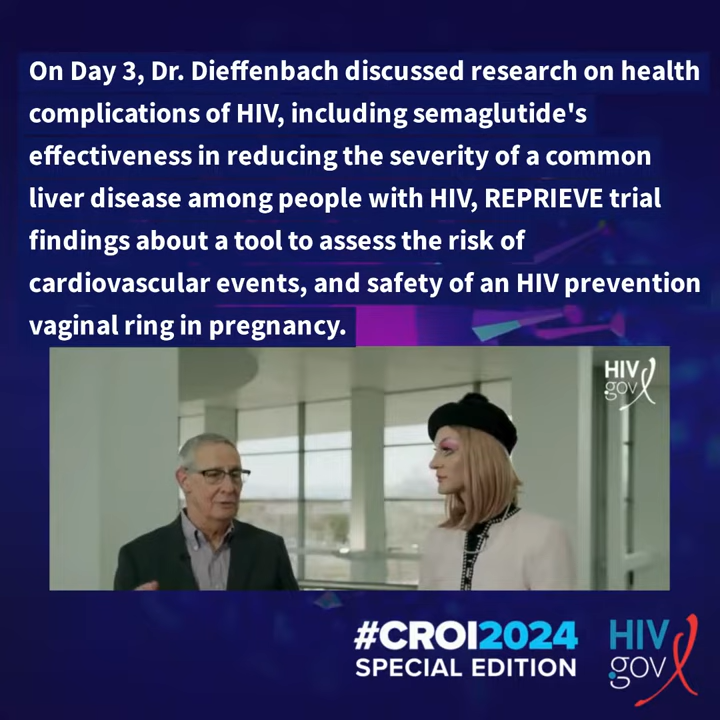 On Day 3, Dr. Dieffenbach discussed research on health
complications of HIV, including semaglutide's
effectiveness in reducing the severity of a common
liver disease among people with HIV, REPRIEVE trial
findings about a tool to assess the risk of
cardiovascular events, and safety of an HIV prevention
vaginal ring in pregnancy.
HIV
gov
#CROI2024
SPECIAL EDITION
HIV
.gov